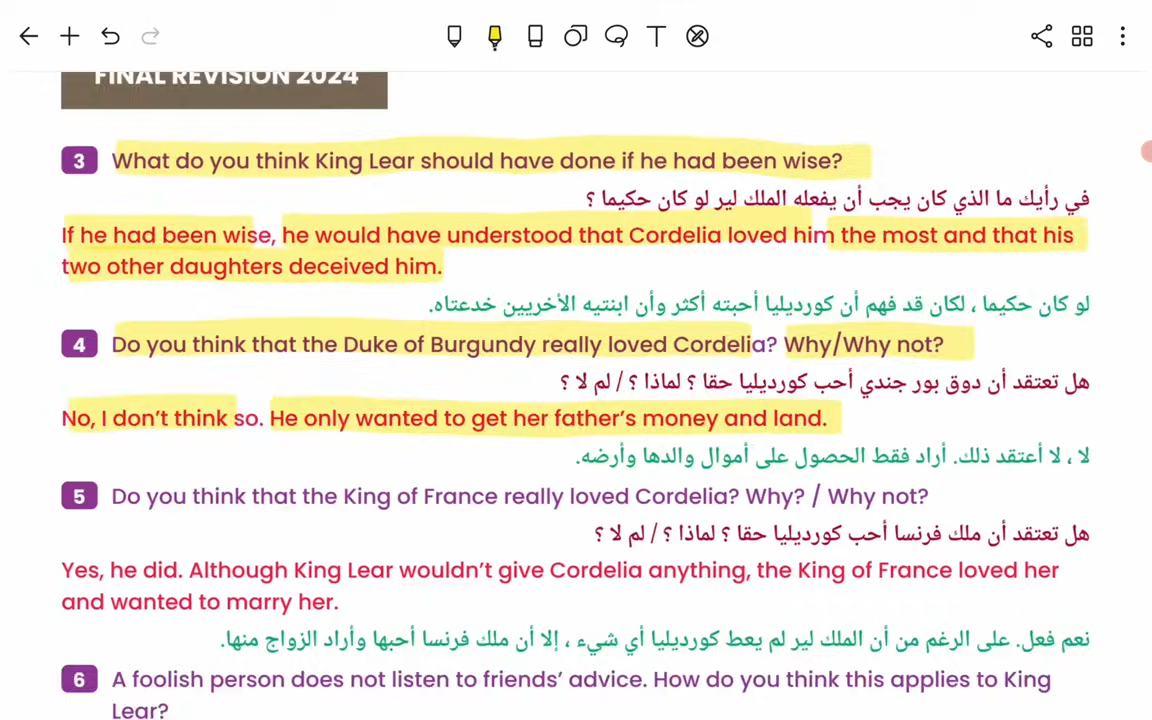 FINAL REVISION 2024
3 What do you think King Lear should have done if he had been wise?
في رأيك ما الذي كان يجب أن يفعله الملك لير لو كان حكيما ؟
If he had been wise, he would have understood that Cordelia loved him the most and that his
two other daughters deceived him.
لو كان حكيما ، لكان قد فهم أن كورديليا أحبته أكثر وأن ابنتيه الأخريين خدعتاه.
4 Do you think that the Duke of Burgundy really loved Cordelia? Why/Why not?
هل تعتقد أن دوق بور جندي أحب كورديليا حقا ؟ لماذا ؟ / لم لا ؟
No, I don't think so. He only wanted to get her father's money and land.
لا ، لا أعتقد ذلك. أراد فقط الحصول على أموال والدها وأرضه.
5 Do you think that the King of France really loved Cordelia? Why? / Why not?
هل تعتقد أن ملك فرنسا أحب كورديليا حقا ؟ لماذا ؟ / لم لا ؟
Yes, he did. Although King Lear wouldn't give Cordelia anything, the King of France loved her
and wanted to marry her.
نعم فعل. على الرغم من أن الملك لير لم يعط كورديليا أي شيء ، إلا أن ملك فرنسا أحبها وأراد الزواج منها.
6 A foolish person does not listen to friends' advice. How do you think this applies to King
Lear?